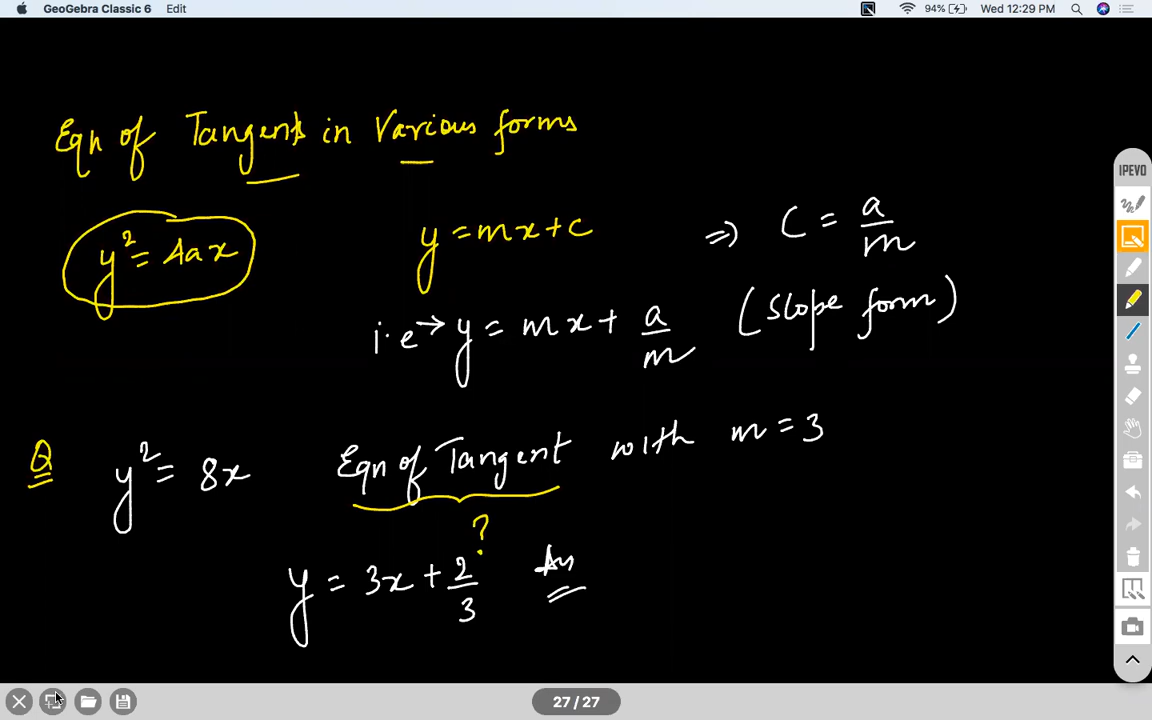 GeoGebra Classic 6 Edit 94% Wed 12:29 PM
Eqn of Tangents in Various forms
y² = 4ax y = mx + c ⇒ C = a/m
i.e → y = mx + a/m (Slope form)
Q y² = 8x Eqn of Tangent with m = 3
?
y = 3x + 2/3 Ans
IPEVO
27 / 27